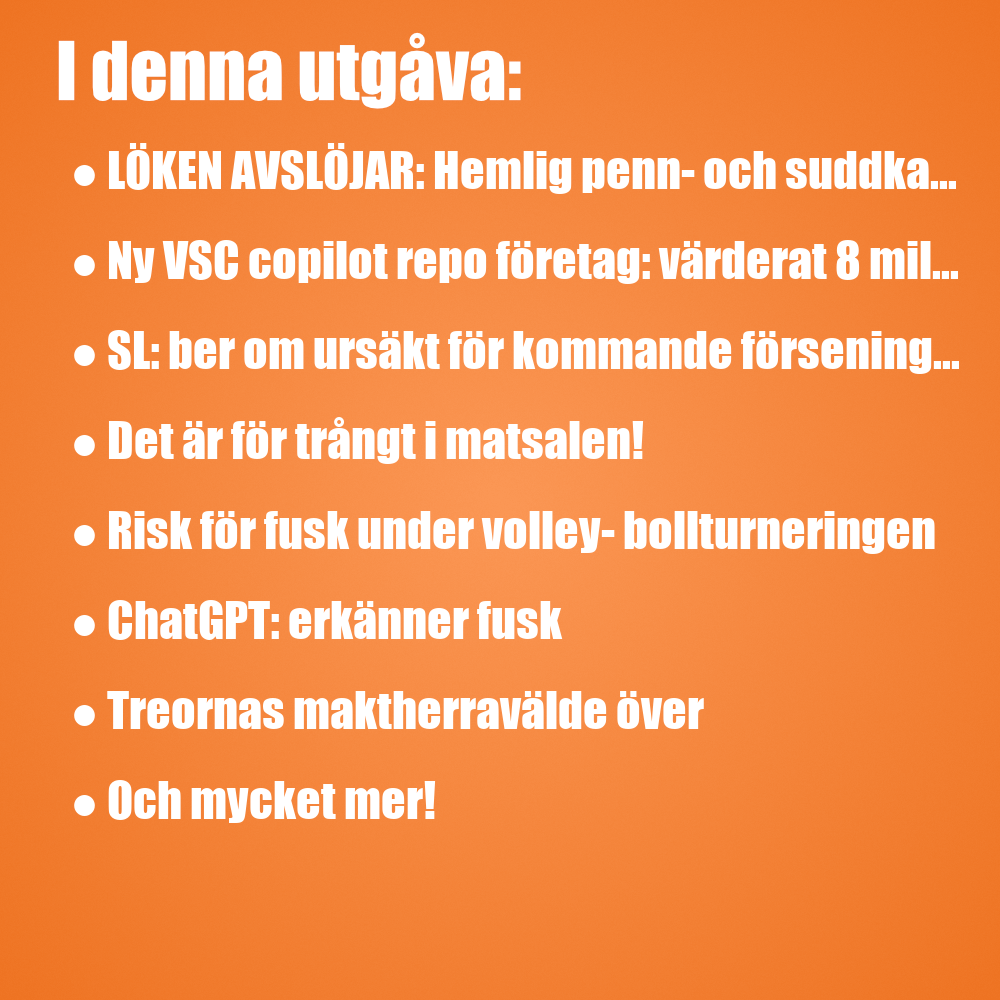 I denna utgåva:
• LÖKEN AVSLÖJAR: Hemlig penn- och suddka...
• Ny VSC copilot repo företag: värderat 8 mil...
• SL: ber om ursäkt för kommande försening...
• Det är för trångt i matsalen!
• Risk för fusk under volley- bollturneringen
• ChatGPT: erkänner fusk
• Treornas maktherravälde över
• Och mycket mer!